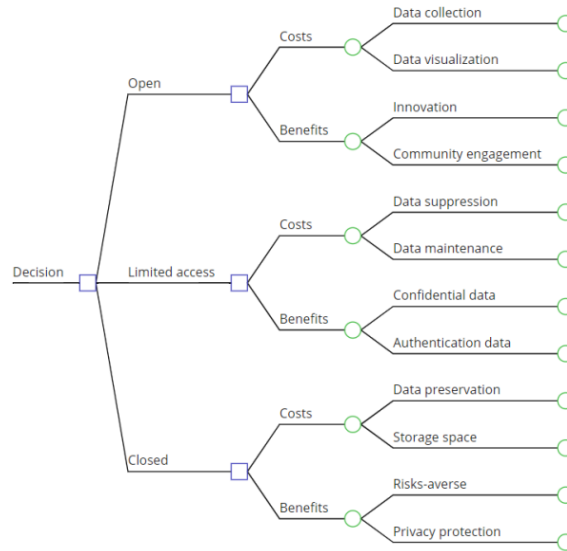 Data collection
Costs
Data visualization
Open
Innovation
Benefits
Community engagement
Data suppression
Costs
Data maintenance
Decision
Limited access
Confidential data
Benefits
Authentication data
Data preservation
Costs
Storage space
Closed
Risks-averse
Benefits
Privacy protection